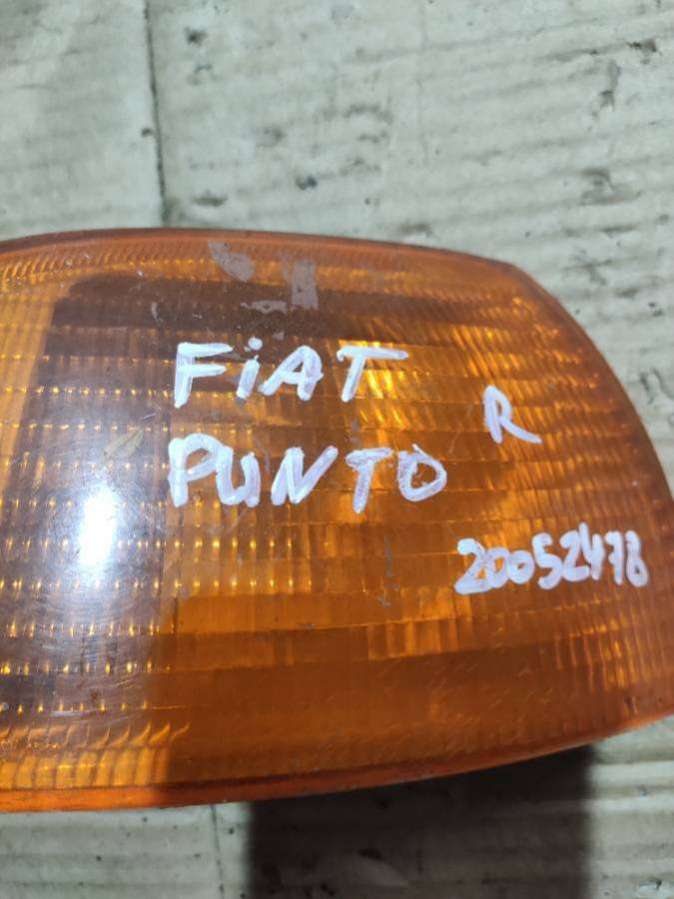 FiAT
R
PUNTO
20052478